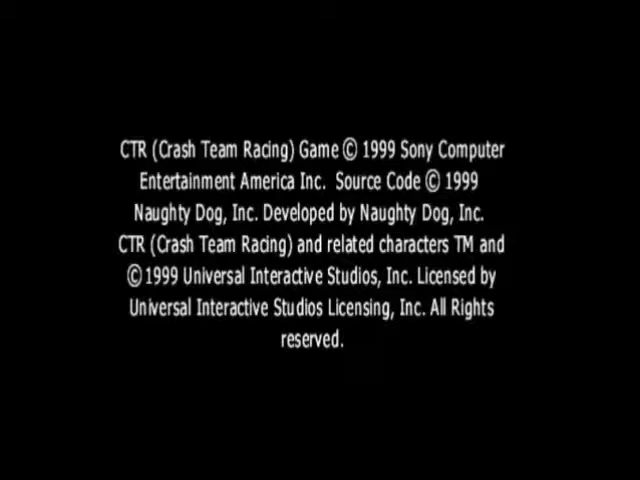 CTR (Crash Team Racing) Game © 1999 Sony Computer
Entertainment America Inc.  Source Code © 1999
Naughty Dog, Inc. Developed by Naughty Dog, Inc.
CTR (Crash Team Racing) and related characters TM and
©1999 Universal Interactive Studios, Inc. Licensed by
Universal Interactive Studios Licensing, Inc. All Rights
reserved.